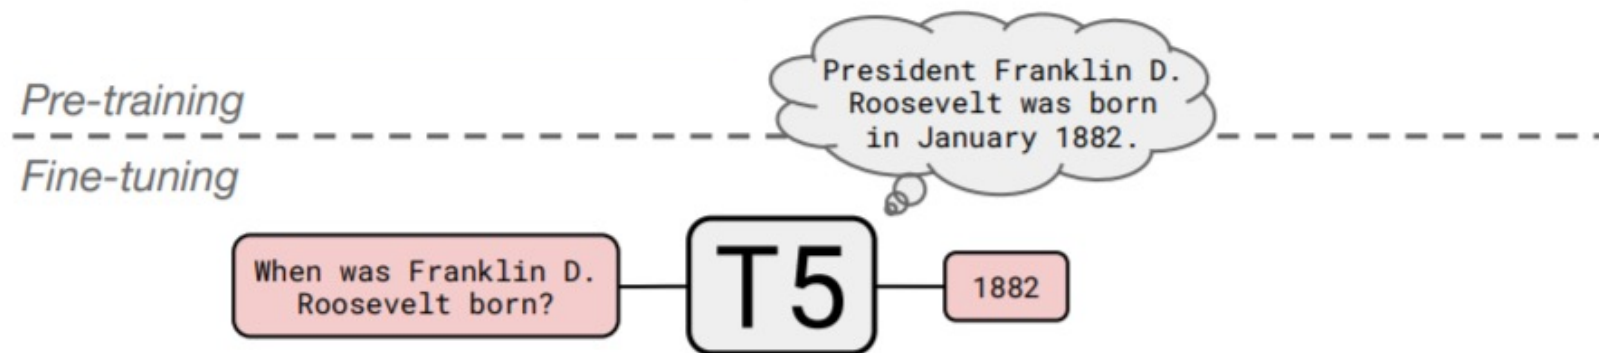 President Franklin D.
Roosevelt was born
in January 1882.
Pre-training
Fine-tuning
When was Franklin D.
Roosevelt born?
T5
1882